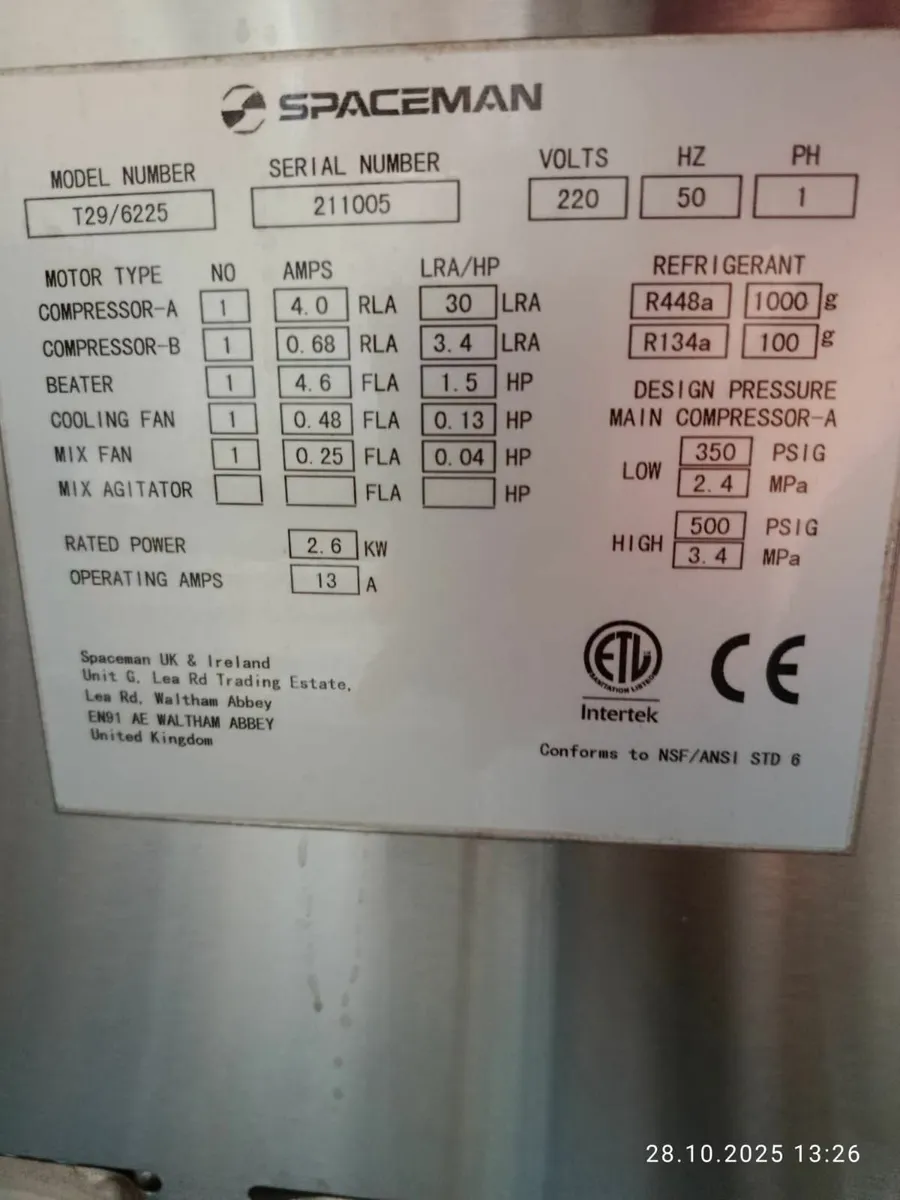 SPACEMAN
MODEL NUMBER SERIAL NUMBER VOLTS HZ PH
T29/6225 211005 220 50 1
MOTOR TYPE NO AMPS LRA/HP REFRIGERANT
COMPRESSOR-A 1 4.0 RLA 30 LRA R448a 1000 g
COMPRESSOR-B 1 0.68 RLA 3.4 LRA R134a 100 g
BEATER 1 4.6 FLA 1.5 HP DESIGN PRESSURE
COOLING FAN 1 0.48 FLA 0.13 HP MAIN COMPRESSOR-A
MIX FAN 1 0.25 FLA 0.04 HP LOW 350 PSIG
MIX AGITATOR FLA HP 2.4 MPa
RATED POWER 2.6 KW HIGH 500 PSIG
OPERATING AMPS 13 A 3.4 MPa
Spaceman UK & Ireland
Unit G. Lea Rd Trading Estate,
Lea Rd, Waltham Abbey
EN91 AE WALTHAM ABBEY
United Kingdom
ETL CE
SANITATION LISTED
Intertek
Conforms to NSF/ANSI STD 6
28.10.2025 13:26